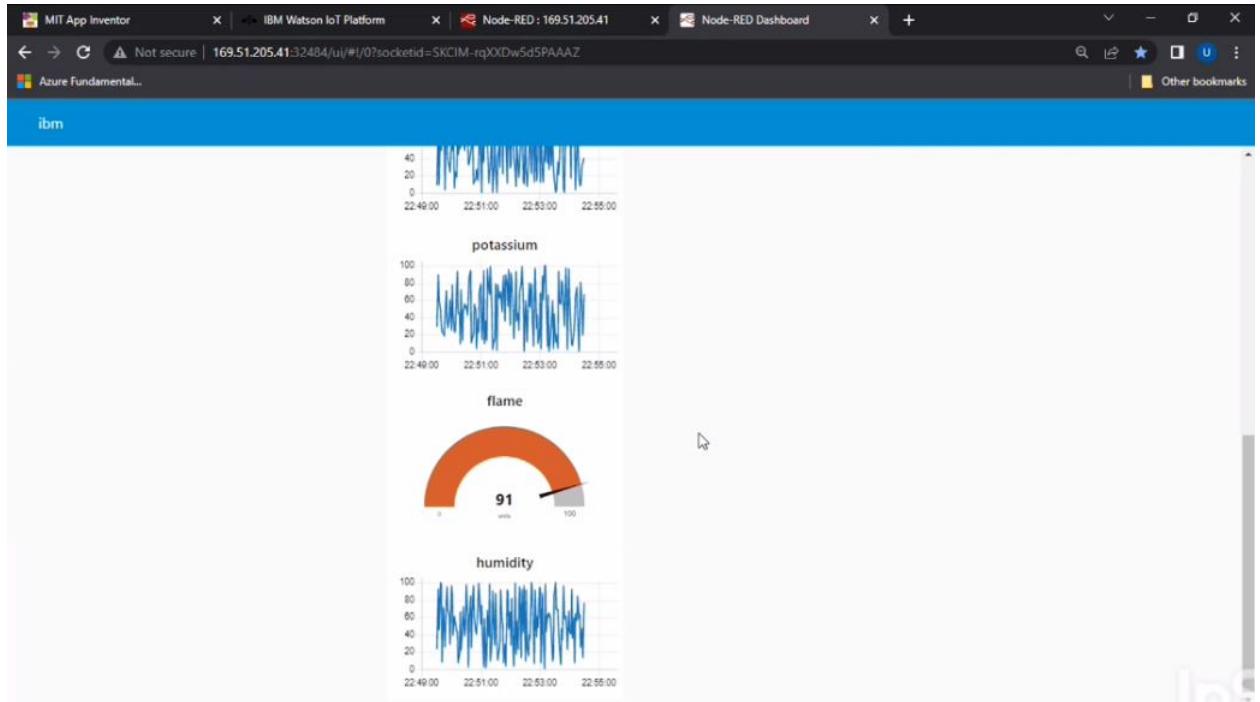 MIT App Inventor
IBM Watson IoT Platform
Node-RED : 169.51.205.41
Node-RED Dashboard
Not secure
169.51.205.41:32484/ui/#!/0?socketid=SKCIM-rqXXDw5d5PAAAZ
U
Azure Fundamental...
Other bookmarks
ibm
40
20
0
22:49:00 22:51:00 22:53:00 22:55:00
potassium
100
80
60
40
20
0
22:49:00 22:51:00 22:53:00 22:55:00
flame
91
0 units 100
humidity
100
80
60
40
20
0
22:49:00 22:51:00 22:53:00 22:55:00